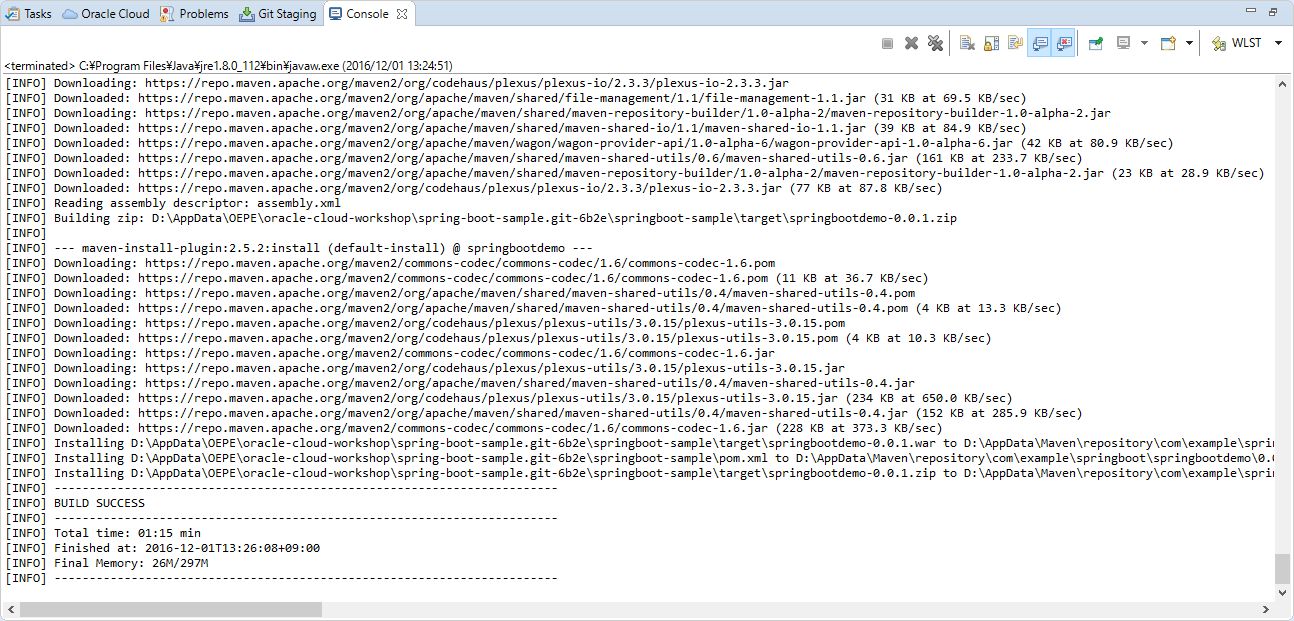 Tasks Oracle Cloud Problems Git Staging Console
WLST
<terminated> C:¥Program Files¥Java¥jre1.8.0_112¥bin¥javaw.exe (2016/12/01 13:24:51)
[INFO] Downloading: https://repo.maven.apache.org/maven2/org/codehaus/plexus/plexus-io/2.3.3/plexus-io-2.3.3.jar
[INFO] Downloaded: https://repo.maven.apache.org/maven2/org/apache/maven/shared/file-management/1.1/file-management-1.1.jar (31 KB at 69.5 KB/sec)
[INFO] Downloading: https://repo.maven.apache.org/maven2/org/apache/maven/shared/maven-repository-builder/1.0-alpha-2/maven-repository-builder-1.0-alpha-2.jar
[INFO] Downloaded: https://repo.maven.apache.org/maven2/org/apache/maven/shared/maven-shared-io/1.1/maven-shared-io-1.1.jar (39 KB at 84.9 KB/sec)
[INFO] Downloaded: https://repo.maven.apache.org/maven2/org/apache/maven/wagon/wagon-provider-api/1.0-alpha-6/wagon-provider-api-1.0-alpha-6.jar (42 KB at 80.9 KB/sec)
[INFO] Downloaded: https://repo.maven.apache.org/maven2/org/apache/maven/shared/maven-shared-utils/0.6/maven-shared-utils-0.6.jar (161 KB at 233.7 KB/sec)
[INFO] Downloaded: https://repo.maven.apache.org/maven2/org/apache/maven/shared/maven-repository-builder/1.0-alpha-2/maven-repository-builder-1.0-alpha-2.jar (23 KB at 28.9 KB/sec)
[INFO] Downloaded: https://repo.maven.apache.org/maven2/org/codehaus/plexus/plexus-io/2.3.3/plexus-io-2.3.3.jar (77 KB at 87.8 KB/sec)
[INFO] Reading assembly descriptor: assembly.xml
[INFO] Building zip: D:\AppData\OEPE\oracle-cloud-workshop\spring-boot-sample.git-6b2e\springboot-sample\target\springbootdemo-0.0.1.zip
[INFO]
[INFO] --- maven-install-plugin:2.5.2:install (default-install) @ springbootdemo ---
[INFO] Downloading: https://repo.maven.apache.org/maven2/commons-codec/commons-codec/1.6/commons-codec-1.6.pom
[INFO] Downloaded: https://repo.maven.apache.org/maven2/commons-codec/commons-codec/1.6/commons-codec-1.6.pom (11 KB at 36.7 KB/sec)
[INFO] Downloading: https://repo.maven.apache.org/maven2/org/apache/maven/shared/maven-shared-utils/0.4/maven-shared-utils-0.4.pom
[INFO] Downloaded: https://repo.maven.apache.org/maven2/org/apache/maven/shared/maven-shared-utils/0.4/maven-shared-utils-0.4.pom (4 KB at 13.3 KB/sec)
[INFO] Downloading: https://repo.maven.apache.org/maven2/org/codehaus/plexus/plexus-utils/3.0.15/plexus-utils-3.0.15.pom
[INFO] Downloaded: https://repo.maven.apache.org/maven2/org/codehaus/plexus/plexus-utils/3.0.15/plexus-utils-3.0.15.pom (4 KB at 10.3 KB/sec)
[INFO] Downloading: https://repo.maven.apache.org/maven2/commons-codec/commons-codec/1.6/commons-codec-1.6.jar
[INFO] Downloading: https://repo.maven.apache.org/maven2/org/codehaus/plexus/plexus-utils/3.0.15/plexus-utils-3.0.15.jar
[INFO] Downloading: https://repo.maven.apache.org/maven2/org/apache/maven/shared/maven-shared-utils/0.4/maven-shared-utils-0.4.jar
[INFO] Downloaded: https://repo.maven.apache.org/maven2/org/codehaus/plexus/plexus-utils/3.0.15/plexus-utils-3.0.15.jar (234 KB at 650.0 KB/sec)
[INFO] Downloaded: https://repo.maven.apache.org/maven2/org/apache/maven/shared/maven-shared-utils/0.4/maven-shared-utils-0.4.jar (152 KB at 285.9 KB/sec)
[INFO] Downloaded: https://repo.maven.apache.org/maven2/commons-codec/commons-codec/1.6/commons-codec-1.6.jar (228 KB at 373.3 KB/sec)
[INFO] Installing D:\AppData\OEPE\oracle-cloud-workshop\spring-boot-sample.git-6b2e\springboot-sample\target\springbootdemo-0.0.1.war to D:\AppData\Maven\repository\com\example\spri
[INFO] Installing D:\AppData\OEPE\oracle-cloud-workshop\spring-boot-sample.git-6b2e\springboot-sample\pom.xml to D:\AppData\Maven\repository\com\example\springboot\springbootdemo\0.0
[INFO] Installing D:\AppData\OEPE\oracle-cloud-workshop\spring-boot-sample.git-6b2e\springboot-sample\target\springbootdemo-0.0.1.zip to D:\AppData\Maven\repository\com\example\spri
[INFO] ------------------------------------------------------------------------
[INFO] BUILD SUCCESS
[INFO] ------------------------------------------------------------------------
[INFO] Total time: 01:15 min
[INFO] Finished at: 2016-12-01T13:26:08+09:00
[INFO] Final Memory: 26M/297M
[INFO] ------------------------------------------------------------------------